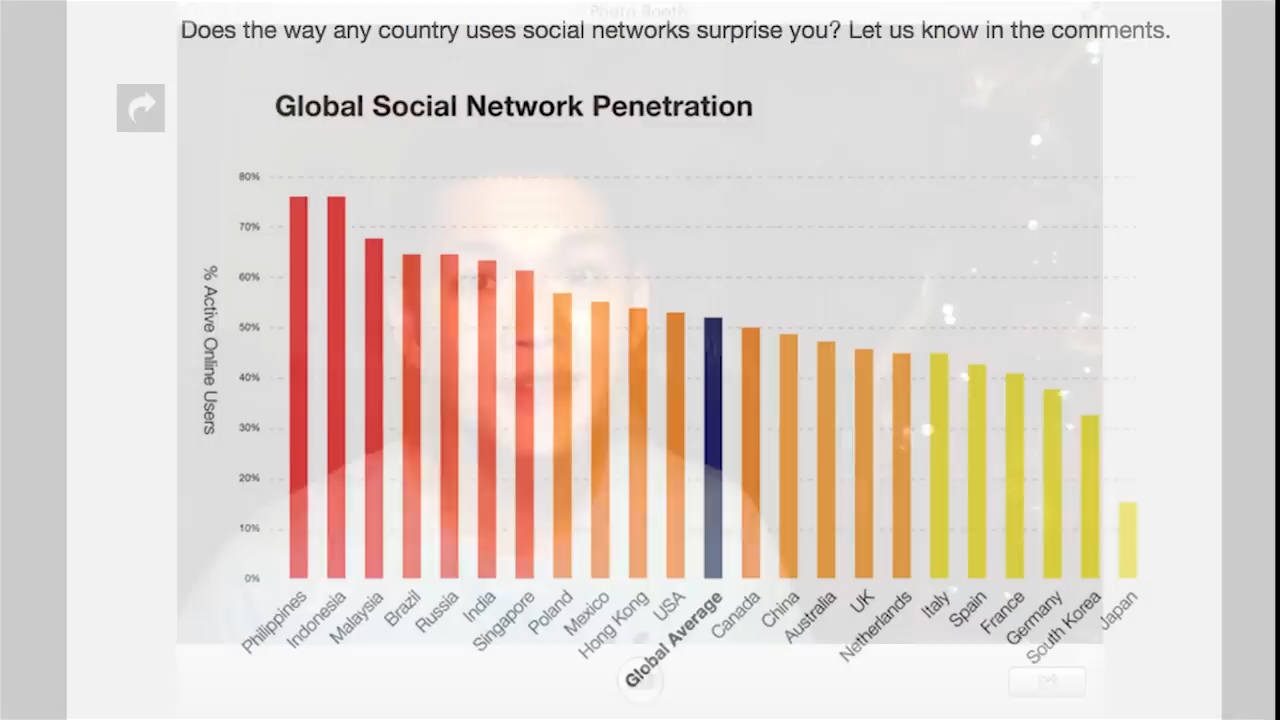 Photo Booth
Does the way any country uses social networks surprise you? Let us know in the comments.
Global Social Network Penetration
% Active Online Users
80%
70%
60%
50%
40%
30%
20%
10%
0%
Philippines
Indonesia
Malaysia
Brazil
Russia
India
Singapore
Poland
Mexico
Hong Kong
USA
Global Average
Canada
China
Australia
UK
Netherlands
Italy
Spain
France
Germany
South Korea
Japan